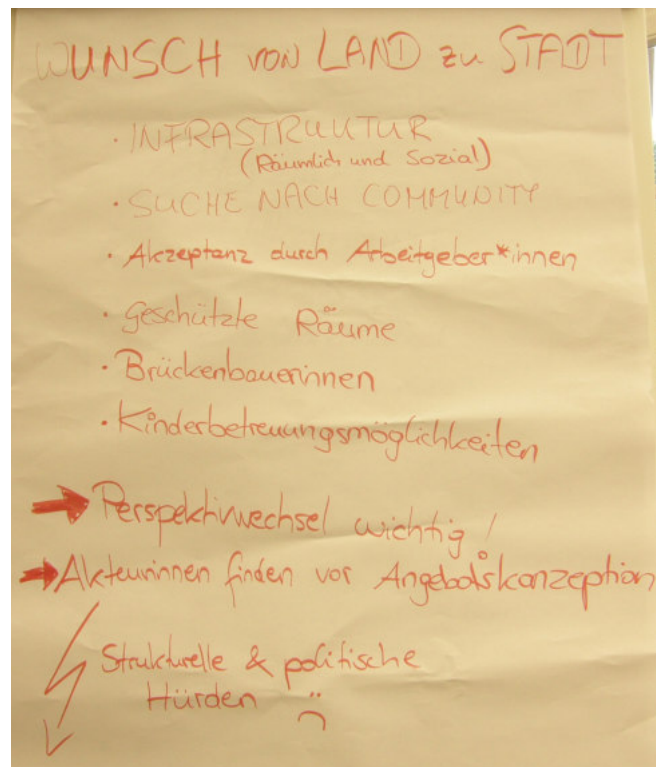 WUNSCH VON LAND ZU STADT
· INFRASTRUKTUR
(Räumlich und Sozial)
· SUCHE NACH COMMUNITY
· Akzeptanz durch Arbeitgeber*innen
· Geschützte Räume
· Brückenbauerinnen
· Kinderbetreuungsmöglichkeiten
→ Perspektivwechsel wichtig!
→ Akteurinnen finden vor Angebotskonzeption
Strukturelle & politische
Hürden :(